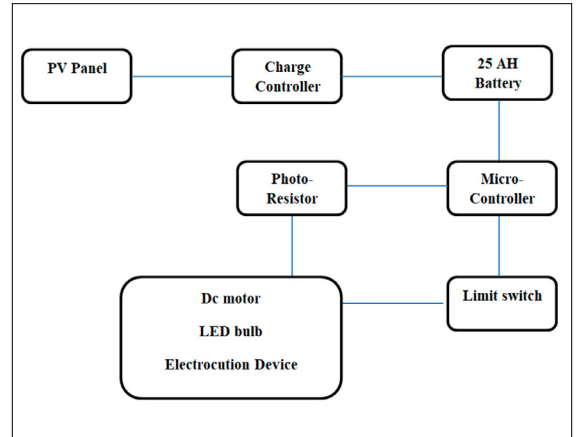 PV Panel
Charge
Controller
25 AH
Battery
Photo-
Resistor
Micro-
Controller
Dc motor
LED bulb
Electrocution Device
Limit switch